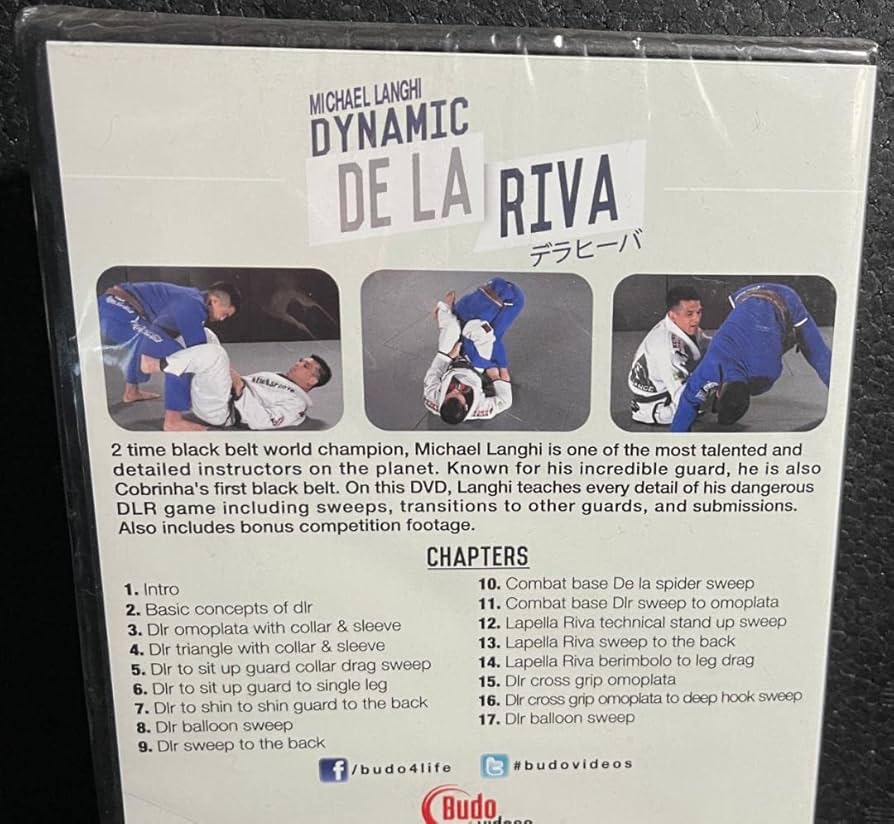 MICHAEL LANGHI
DYNAMIC
DE LA RIVA
デラヒーバ
2 time black belt world champion, Michael Langhi is one of the most talented and
detailed instructors on the planet. Known for his incredible guard, he is also
Cobrinha's first black belt. On this DVD, Langhi teaches every detail of his dangerous
DLR game including sweeps, transitions to other guards, and submissions.
Also includes bonus competition footage.
CHAPTERS
1. Intro
2. Basic concepts of dlr
3. Dlr omoplata with collar & sleeve
4. Dlr triangle with collar & sleeve
5. Dlr to sit up guard collar drag sweep
6. Dlr to sit up guard to single leg
7. Dlr to shin to shin guard to the back
8. Dlr balloon sweep
9. Dlr sweep to the back
10. Combat base De la spider sweep
11. Combat base Dlr sweep to omoplata
12. Lapella Riva technical stand up sweep
13. Lapella Riva sweep to the back
14. Lapella Riva berimbolo to leg drag
15. Dlr cross grip omoplata
16. Dlr cross grip omoplata to deep hook sweep
17. Dlr balloon sweep
f /budo4life
t #budovideos
Budo
videos